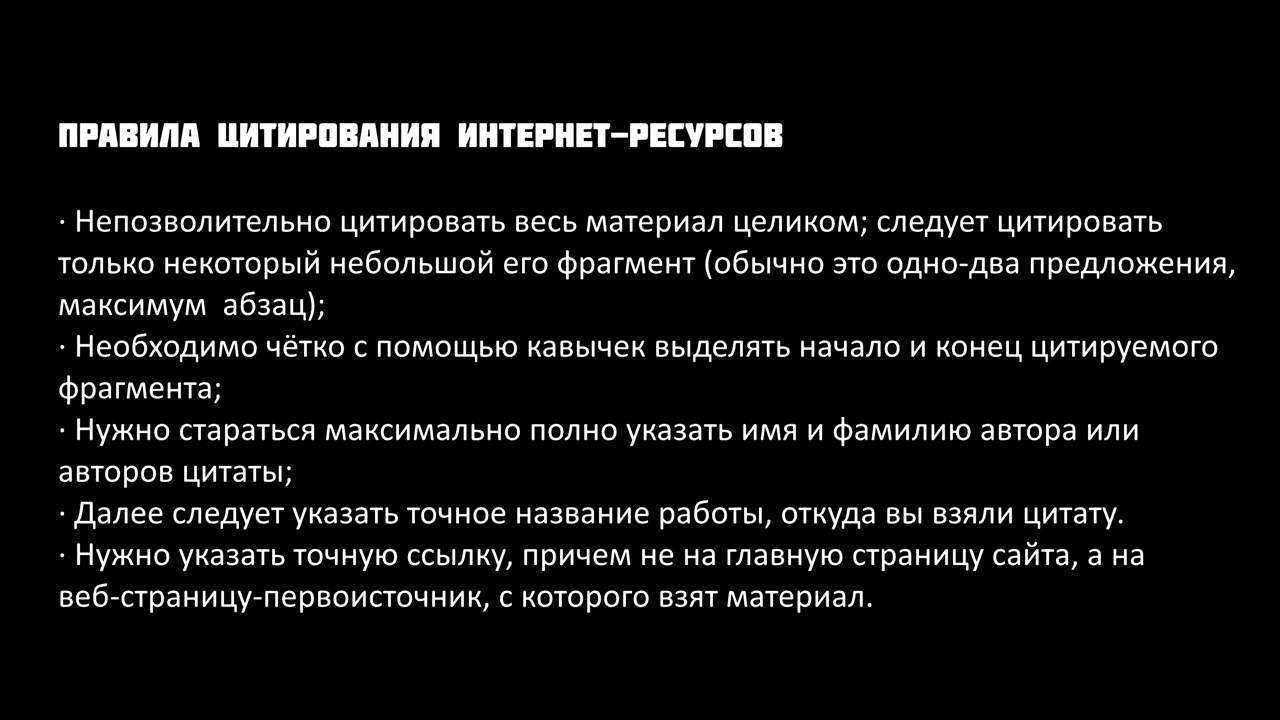 ПРАВИЛА ЦИТИРОВАНИЯ ИНТЕРНЕТ-РЕСУРСОВ
· Непозволительно цитировать весь материал целиком; следует цитировать
только некоторый небольшой его фрагмент (обычно это одно-два предложения,
максимум  абзац);
· Необходимо чётко с помощью кавычек выделять начало и конец цитируемого
фрагмента;
· Нужно стараться максимально полно указать имя и фамилию автора или
авторов цитаты;
· Далее следует указать точное название работы, откуда вы взяли цитату.
· Нужно указать точную ссылку, причем не на главную страницу сайта, а на
веб-страницу-первоисточник, с которого взят материал.